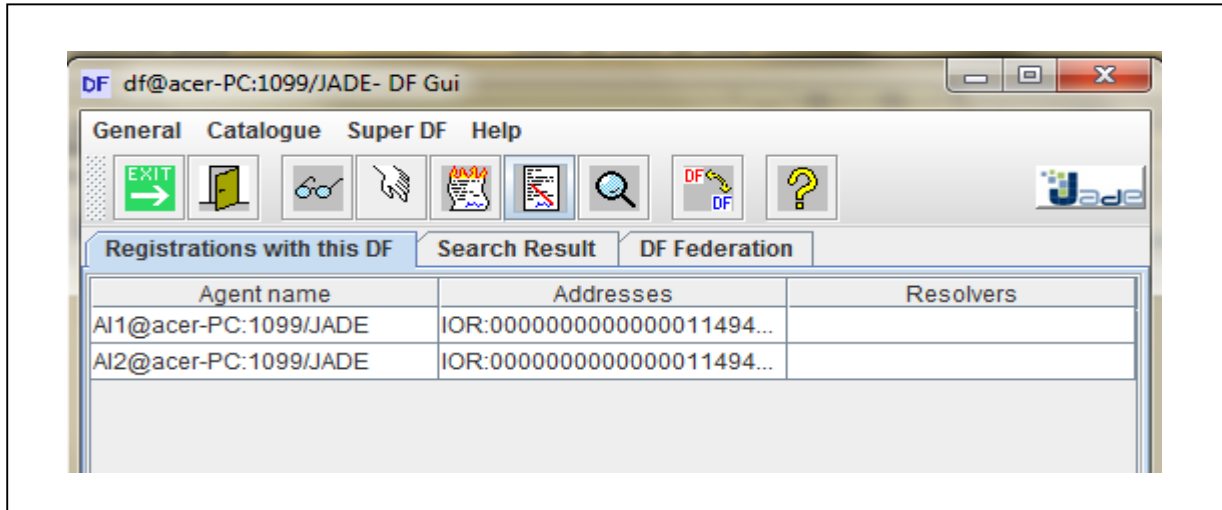 DF df@acer-PC:1099/JADE- DF Gui
General Catalogue Super DF Help
EXIT DF DF ? Jade
Registrations with this DF Search Result DF Federation
Agent name Addresses Resolvers
AI1@acer-PC:1099/JADE IOR:000000000000000011494...
AI2@acer-PC:1099/JADE IOR:000000000000000011494...